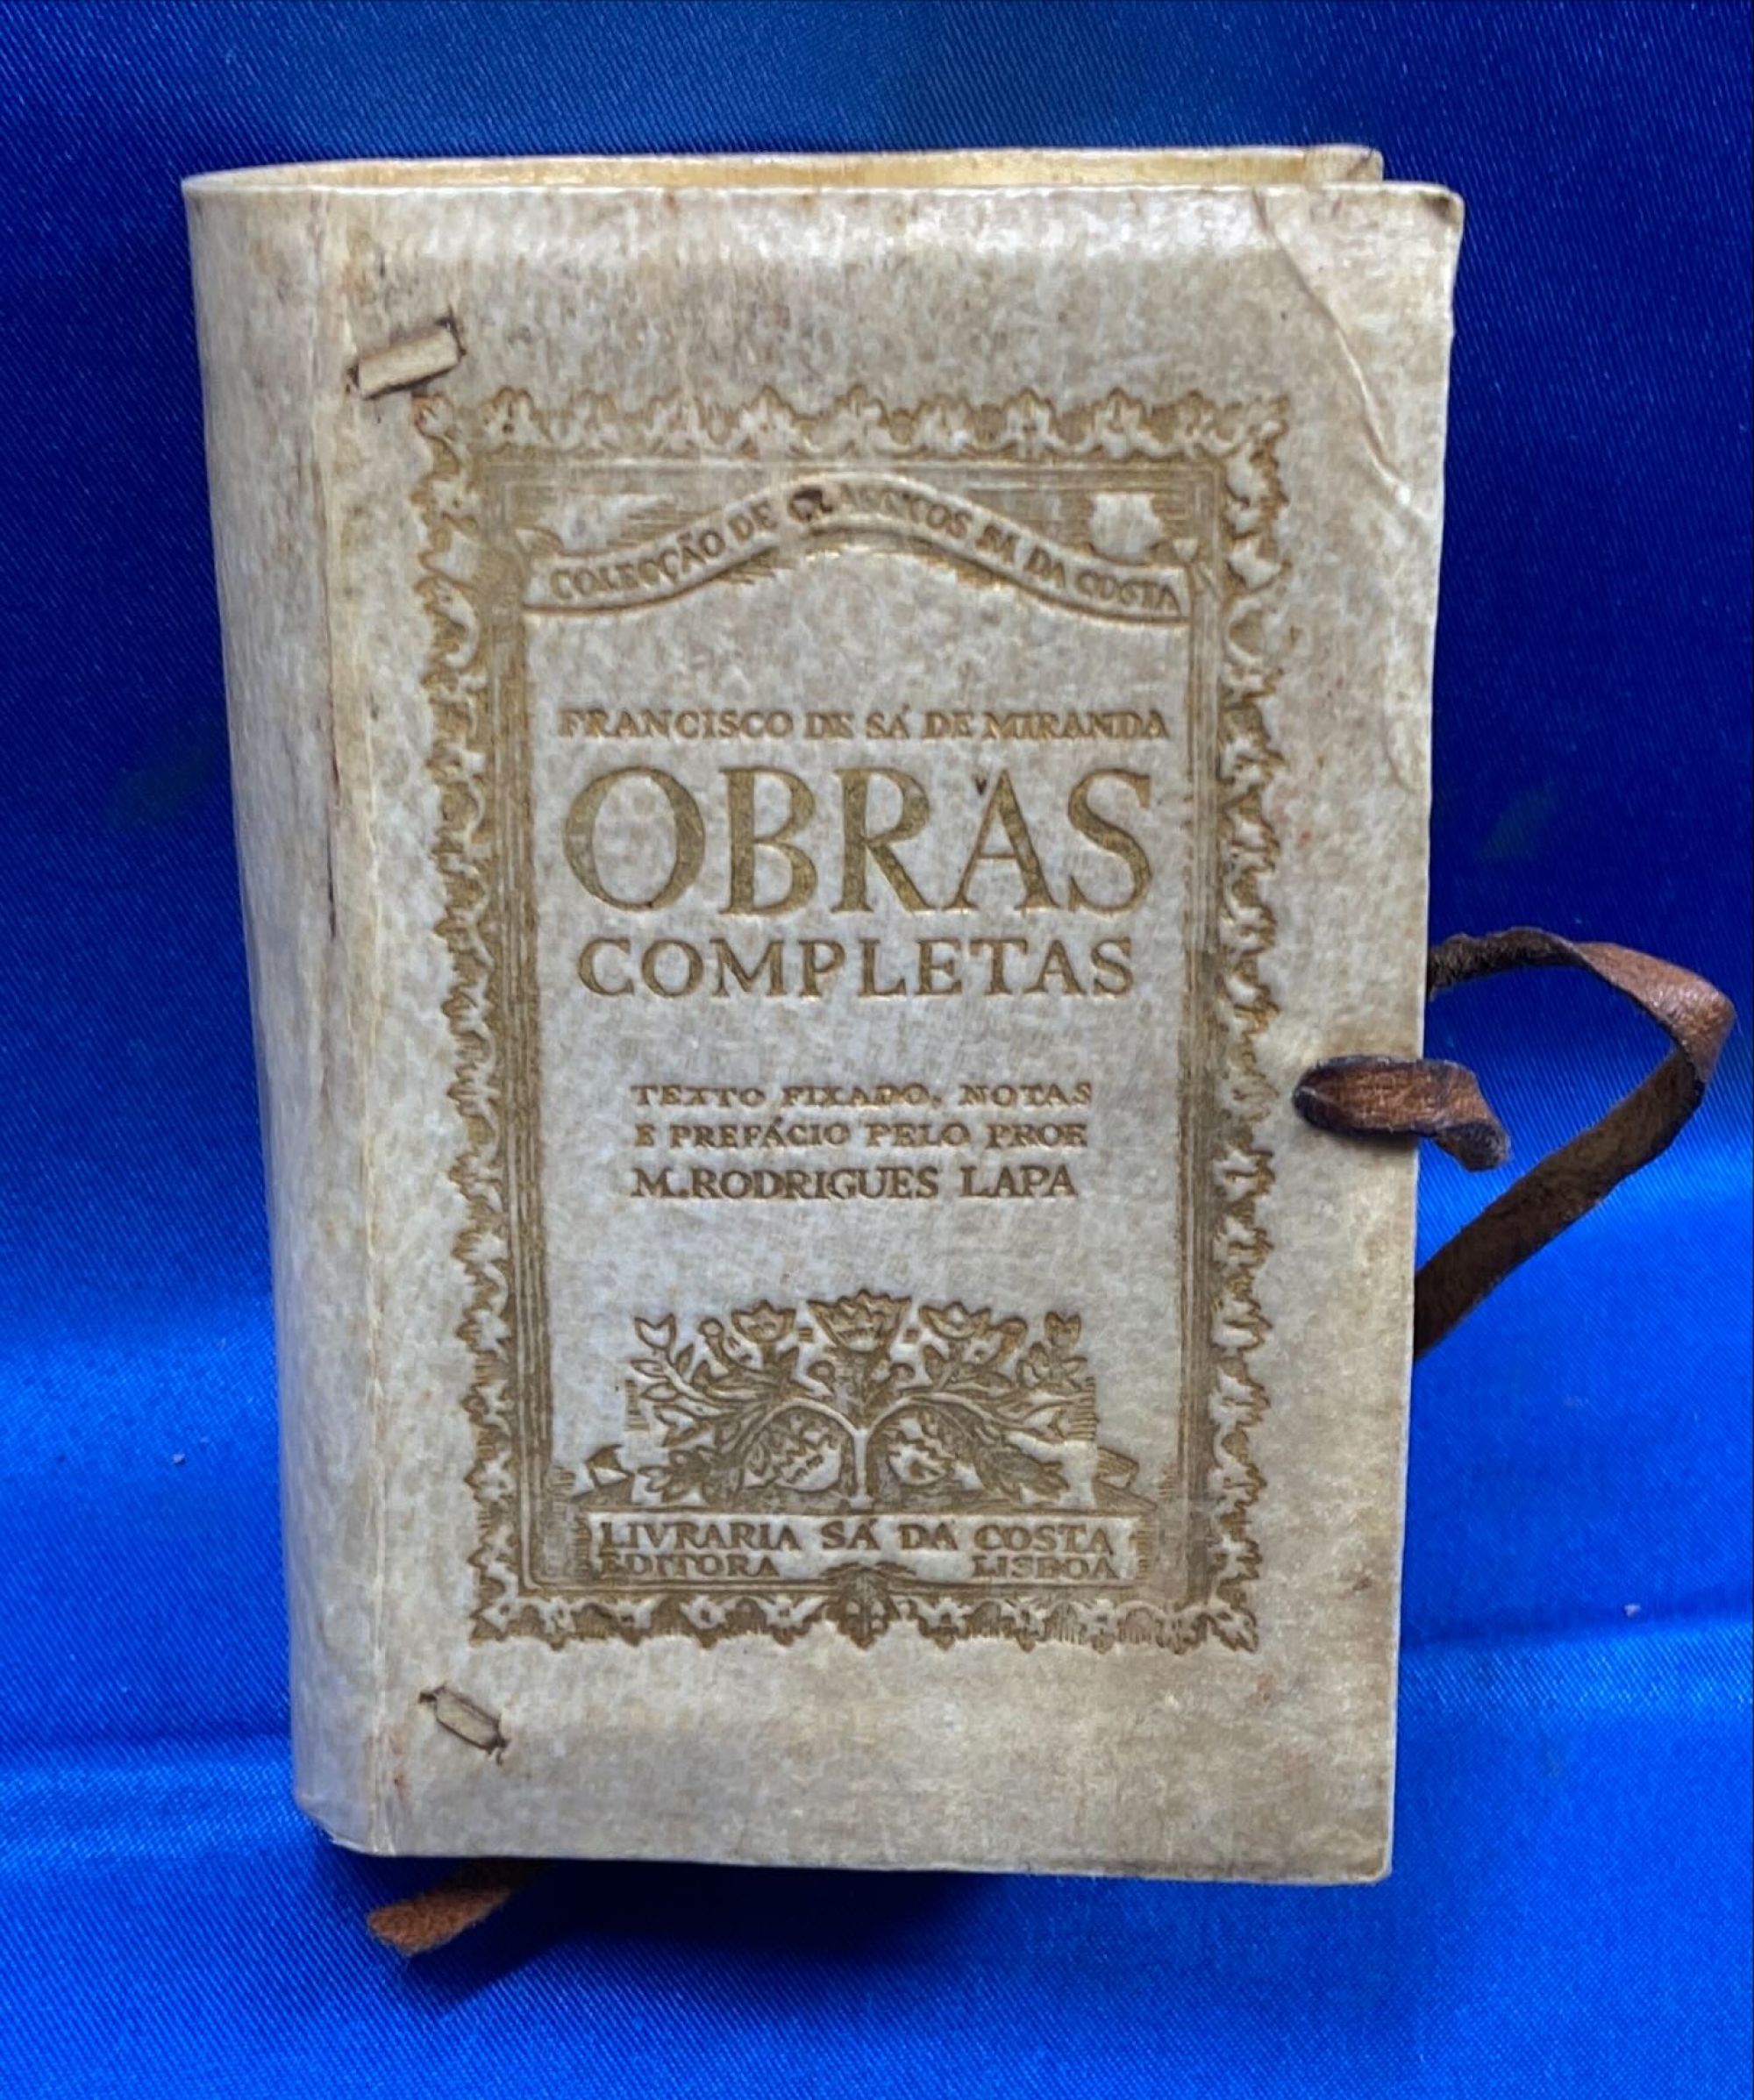 COLECÇÃO DE CLASSICOS SÁ DA COSTA
FRANCISCO DE SÁ DE MIRANDA
OBRAS
COMPLETAS
TEXTO FIXADO, NOTAS
E PREFÁCIO PELO PROF
M.RODRIGUES LAPA
LIVRARIA SÁ DA COSTA
EDITORA LISBOA